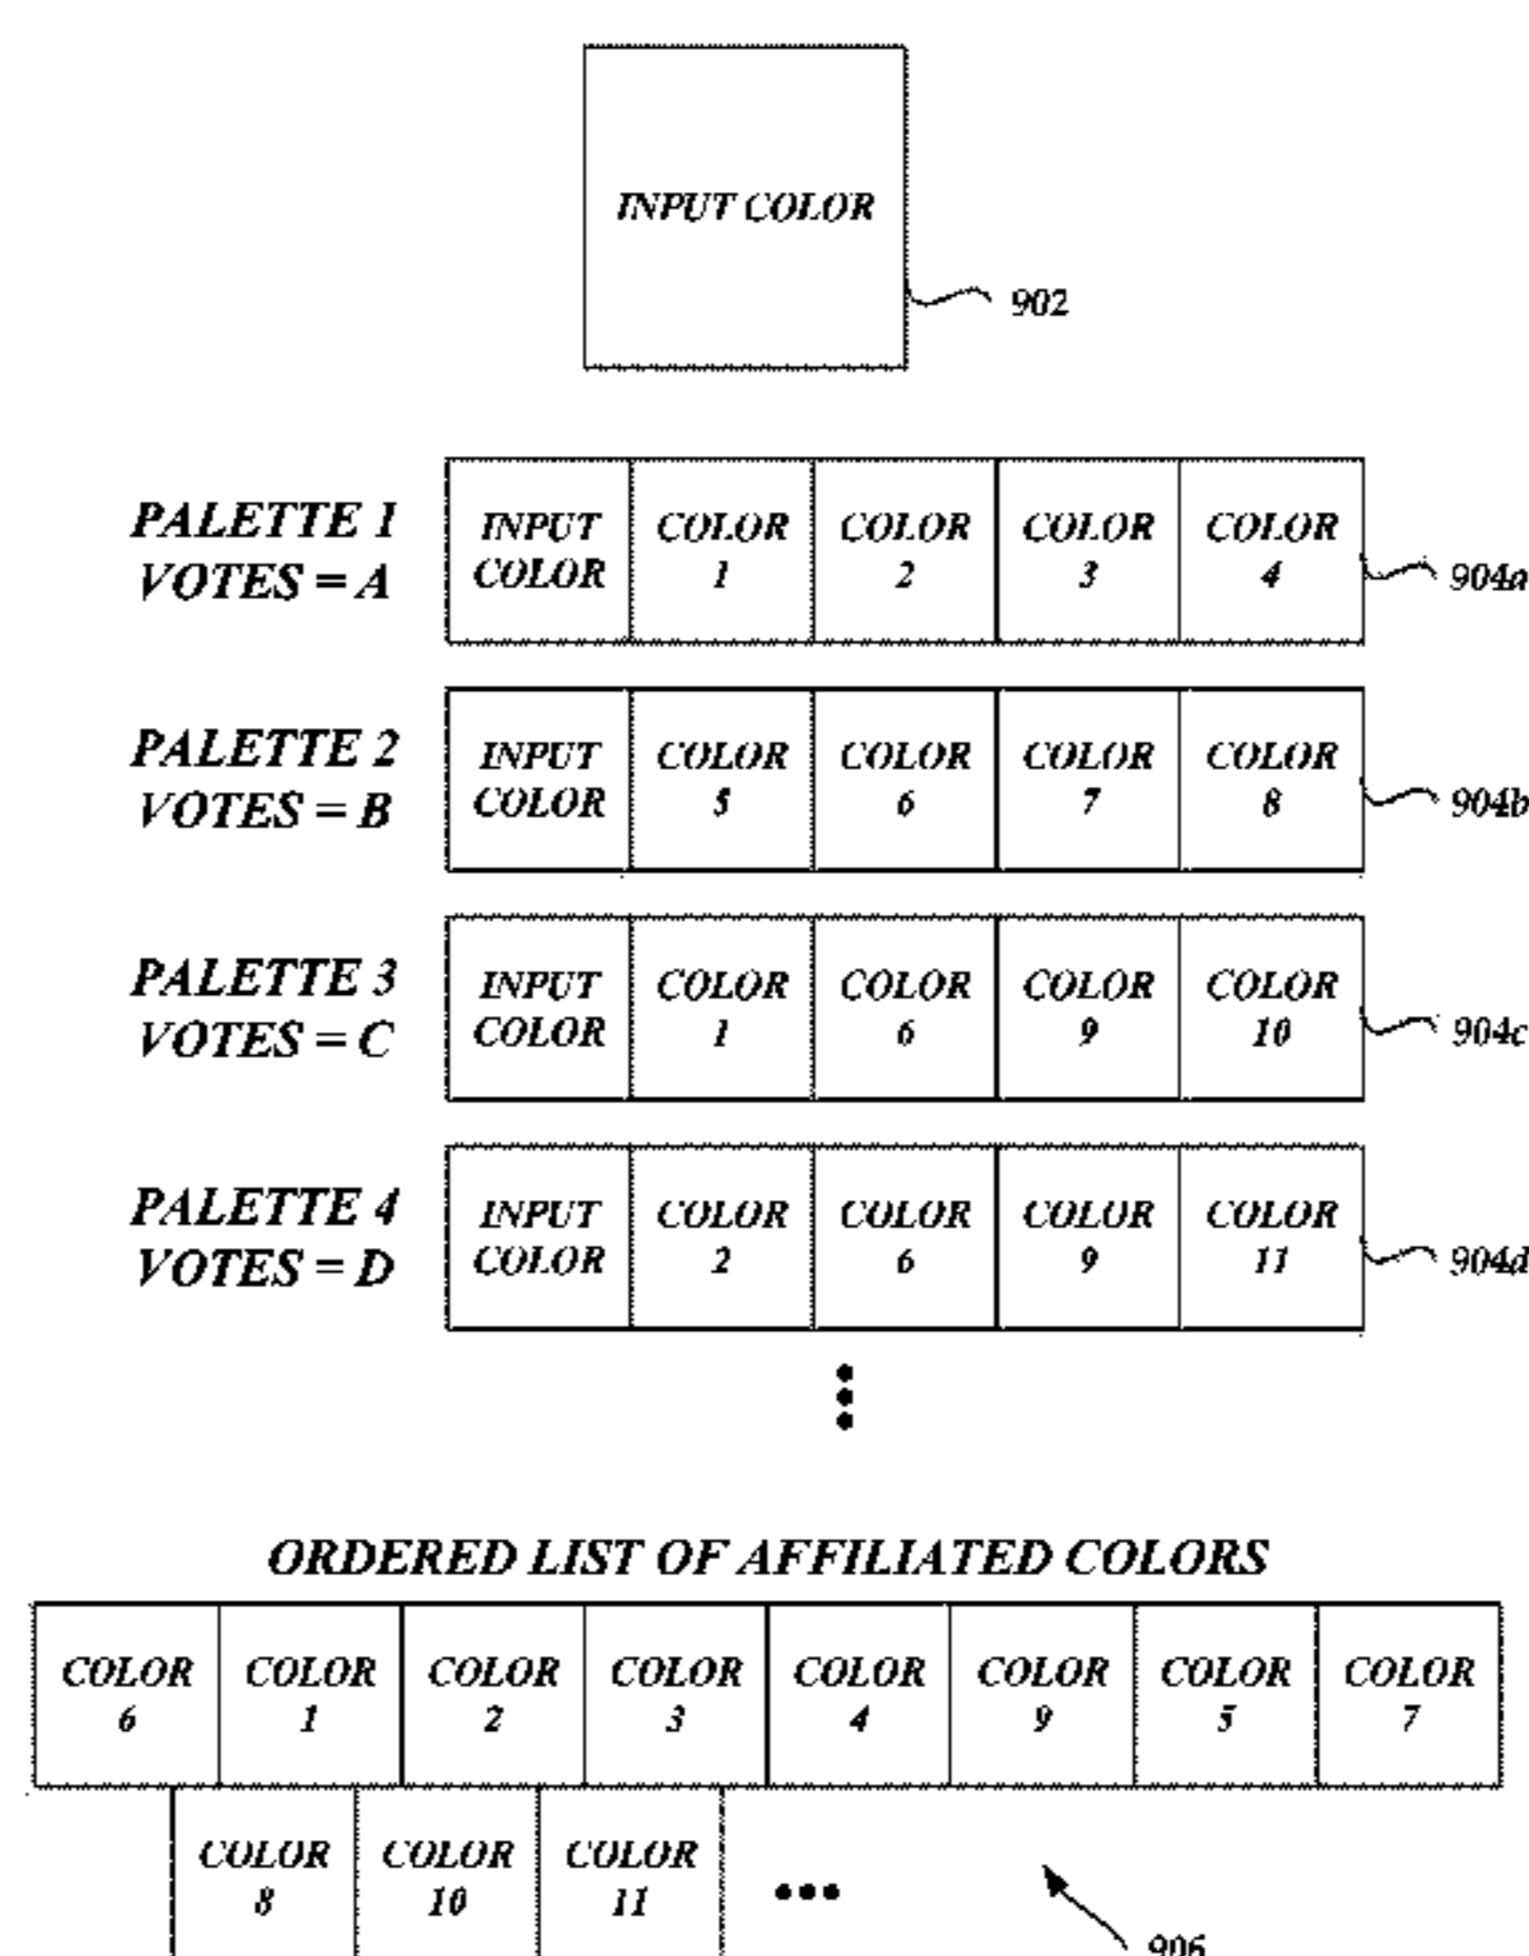 INPUT COLOR
902
PALETTE 1
VOTES = A
INPUT COLOR
COLOR 1
COLOR 2
COLOR 3
COLOR 4
904a
PALETTE 2
VOTES = B
INPUT COLOR
COLOR 5
COLOR 6
COLOR 7
COLOR 8
904b
PALETTE 3
VOTES = C
INPUT COLOR
COLOR 1
COLOR 6
COLOR 9
COLOR 10
904c
PALETTE 4
VOTES = D
INPUT COLOR
COLOR 2
COLOR 6
COLOR 9
COLOR 11
904d
ORDERED LIST OF AFFILIATED COLORS
COLOR 6
COLOR 1
COLOR 2
COLOR 3
COLOR 4
COLOR 9
COLOR 5
COLOR 7
COLOR 8
COLOR 10
COLOR 11
906